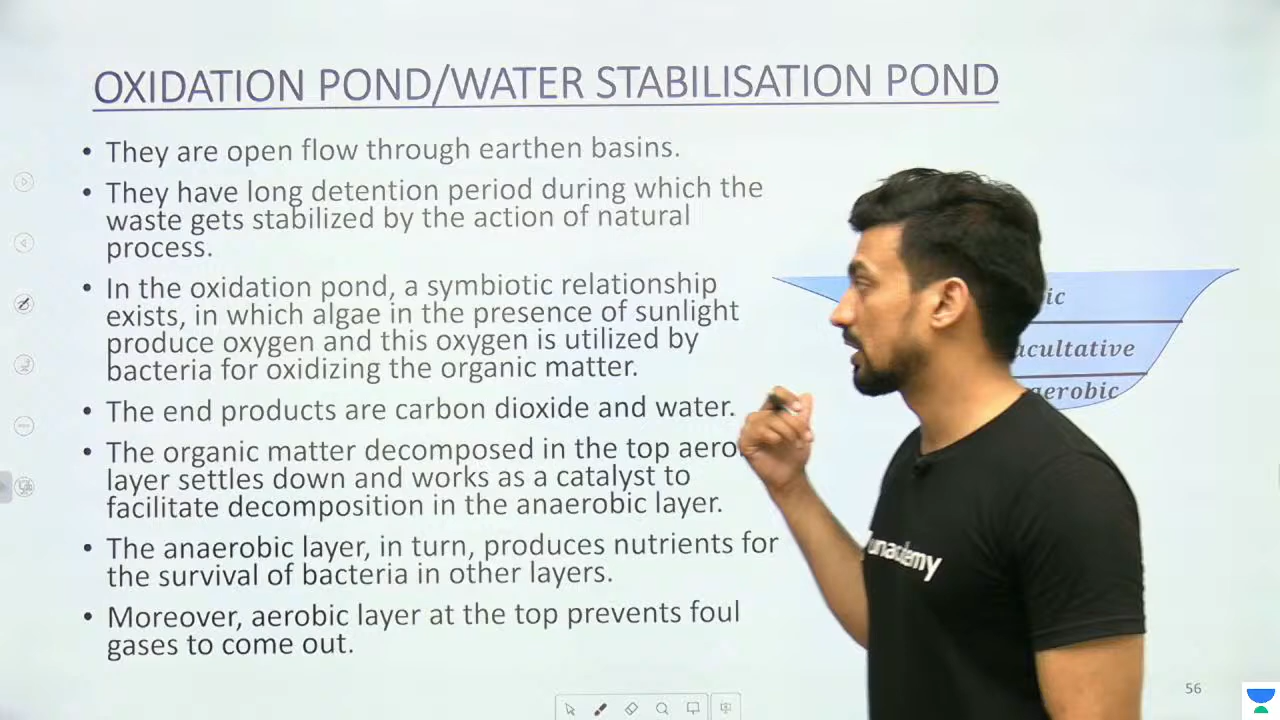 OXIDATION POND/WATER STABILISATION POND
• They are open flow through earthen basins.
• They have long detention period during which the
waste gets stabilized by the action of natural
process.
• In the oxidation pond, a symbiotic relationship
exists, in which algae in the presence of sunlight
produce oxygen and this oxygen is utilized by
bacteria for oxidizing the organic matter.
• The end products are carbon dioxide and water.
• The organic matter decomposed in the top aero
layer settles down and works as a catalyst to
facilitate decomposition in the anaerobic layer.
• The anaerobic layer, in turn, produces nutrients for
the survival of bacteria in other layers.
• Moreover, aerobic layer at the top prevents foul
gases to come out.
ic
acultative
aerobic
unacademy
56